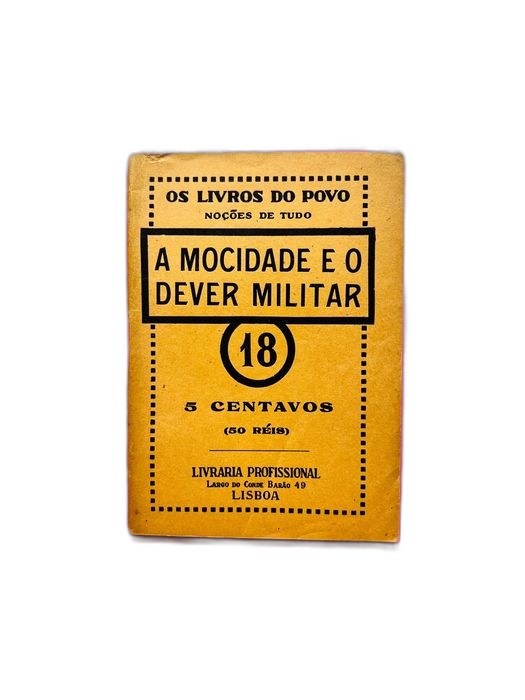 OS LIVROS DO POVO
NOÇÕES DE TUDO
A MOCIDADE E O
DEVER MILITAR
18
5 CENTAVOS
(50 RÉIS)
LIVRARIA PROFISSIONAL
LARGO DO CONDE BARÃO 49
LISBOA